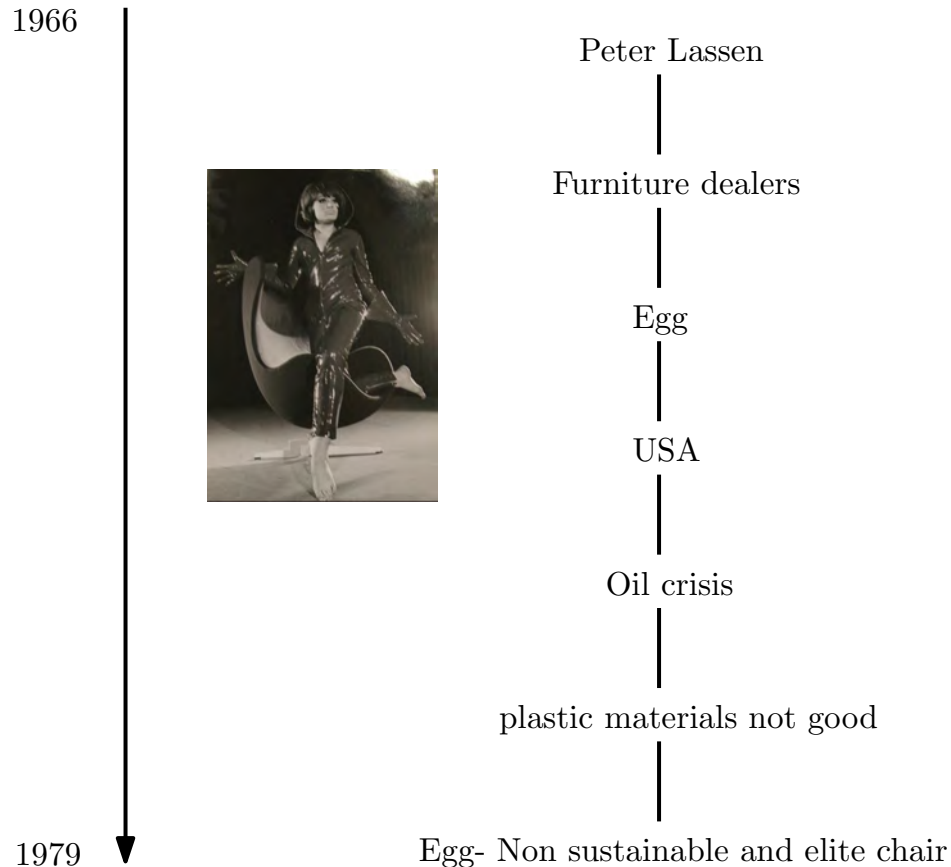 1966
Peter Lassen
Furniture dealers
Egg
USA
Oil crisis
plastic materials not good
1979
Egg- Non sustainable and elite chair